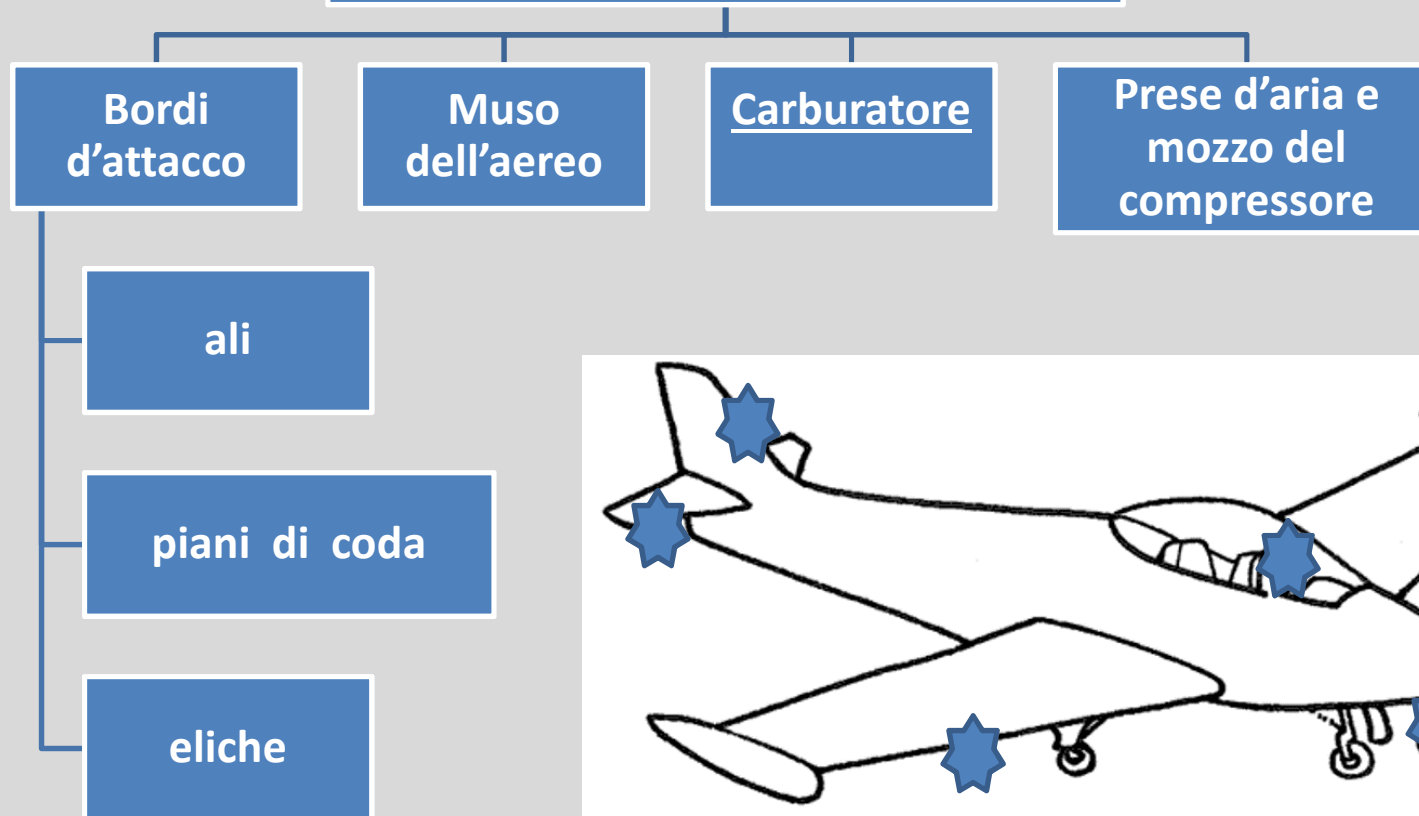 Bordi
d’attacco
Muso
dell’aereo
Carburatore
Prese d’aria e
mozzo del
compressore
ali
piani di coda
eliche